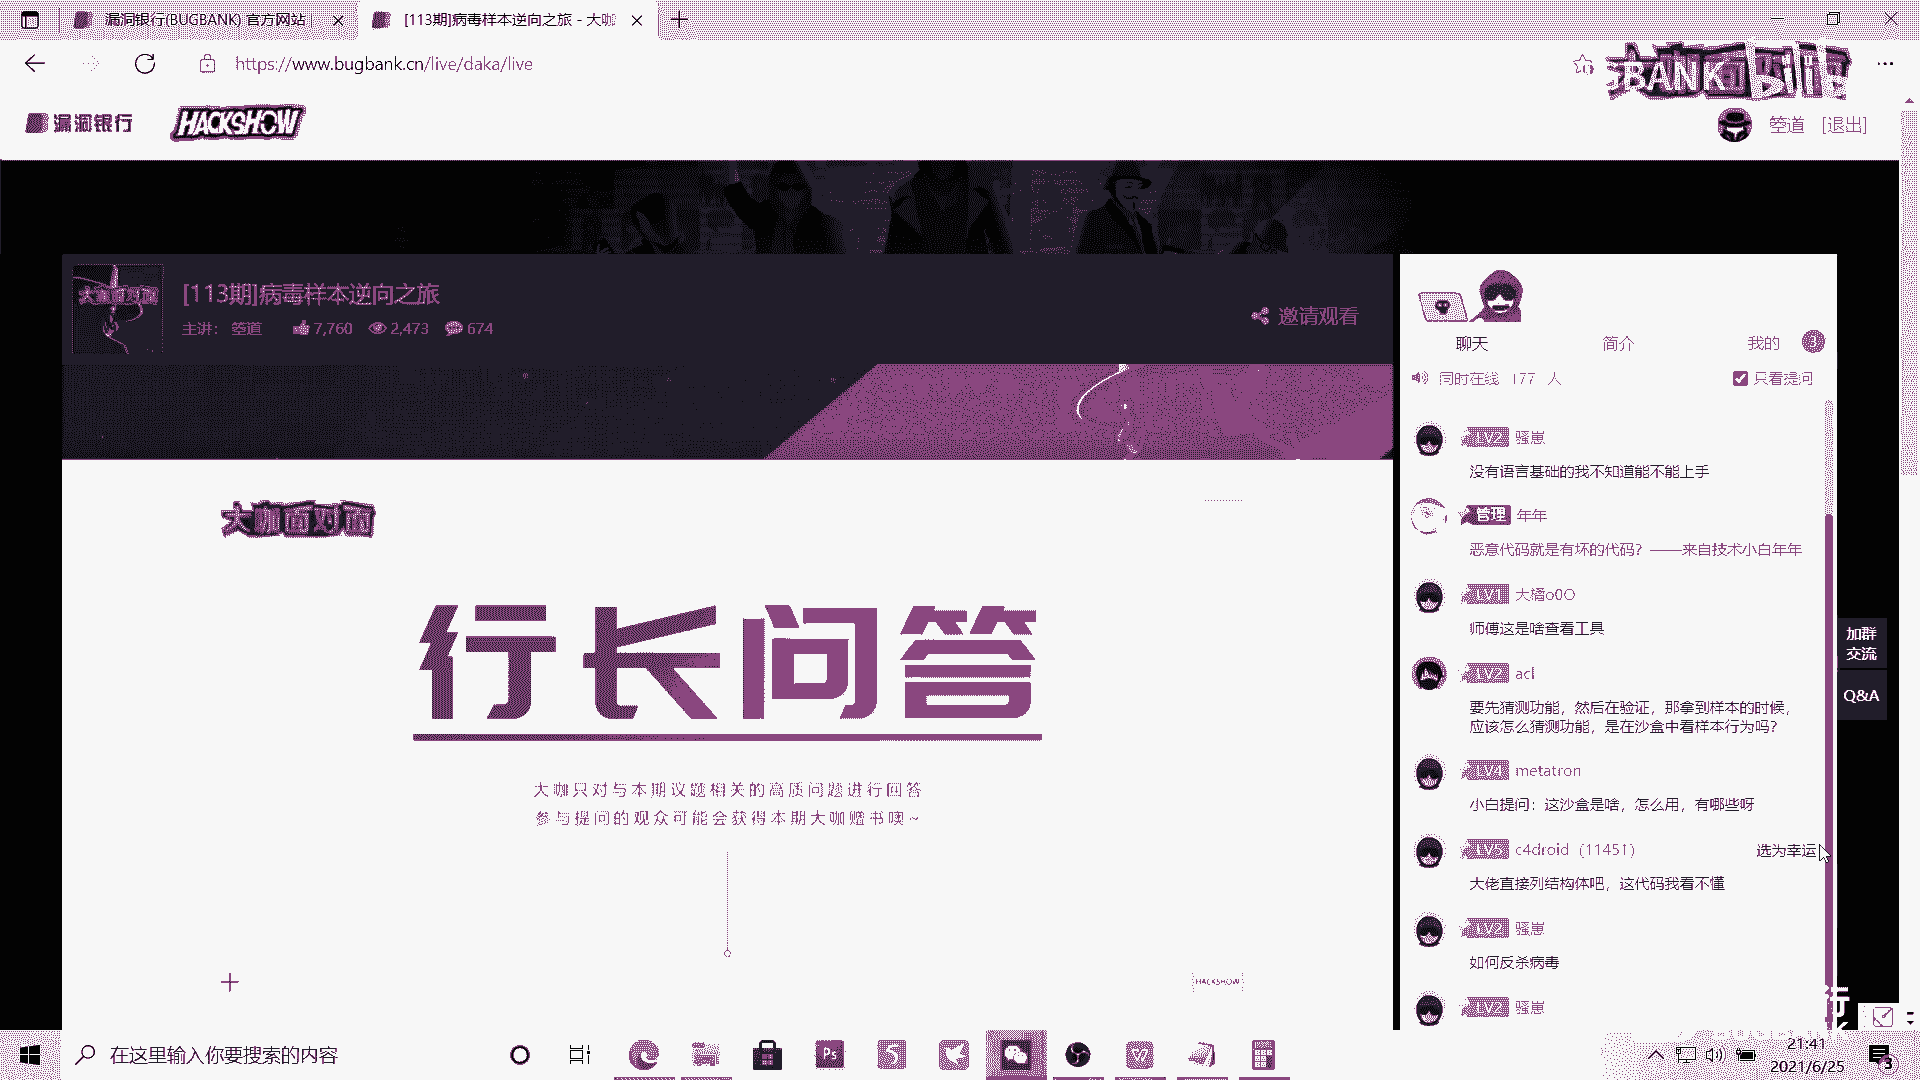 漏洞银行(BUGBANK) 官方网站 |
[113期]病毒样本逆向之旅 - 大咖
https://www.bugbank.cn/live/daka/live
BANK
漏洞银行
HACKSHOW
筌道 [退出]
大咖面对面
[113期]病毒样本逆向之旅
主讲: 筌道 7,760 2,473 674
邀请观看
聊天 简介 我的 3
同时在线 177 人 只看提问
LV2 骚崽
没有语言基础的我不知道能不能上手
管理 年年
恶意代码就是有坏的代码？——来自技术小白年年
LV1 大橘o0O
师傅这是啥查看工具
LV2 acl
要先猜测功能，然后在验证，那拿到样本的时候，
应该怎么猜测功能，是在沙盒中看样本行为吗？
LV4 metatron
小白提问：这沙盒是啥，怎么用，有哪些呀
LV5 c4droid (11451) 选为幸运
大佬直接列结构体吧，这代码我看不懂
LV2 骚崽
如何反杀病毒
LV2 骚崽
加群
交流
Q&A
大咖面对面
行长问答
大咖只对与本期议题相关的高质问题进行回答
参与提问的观众可能会获得本期大咖赠书噢~
HACKSHOW
在这里输入你要搜索的内容
Ps
21:41
2021/6/25
3